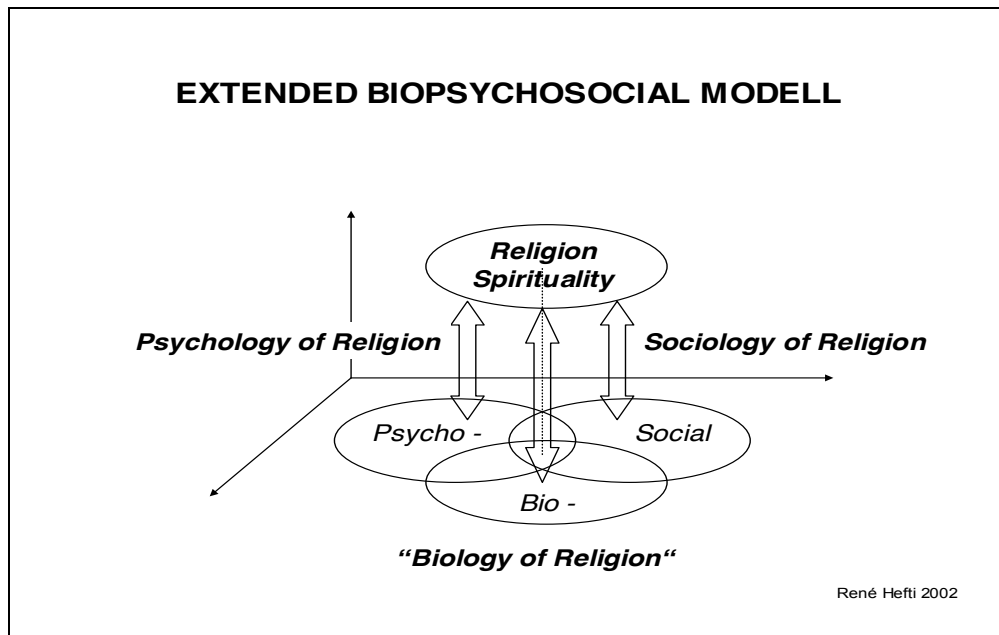 EXTENDED BIOPSYCHOSOCIAL MODELL
Religion
Spirituality
Psychology of Religion
Sociology of Religion
Psycho -
Social
Bio -
“Biology of Religion“
René Hefti 2002